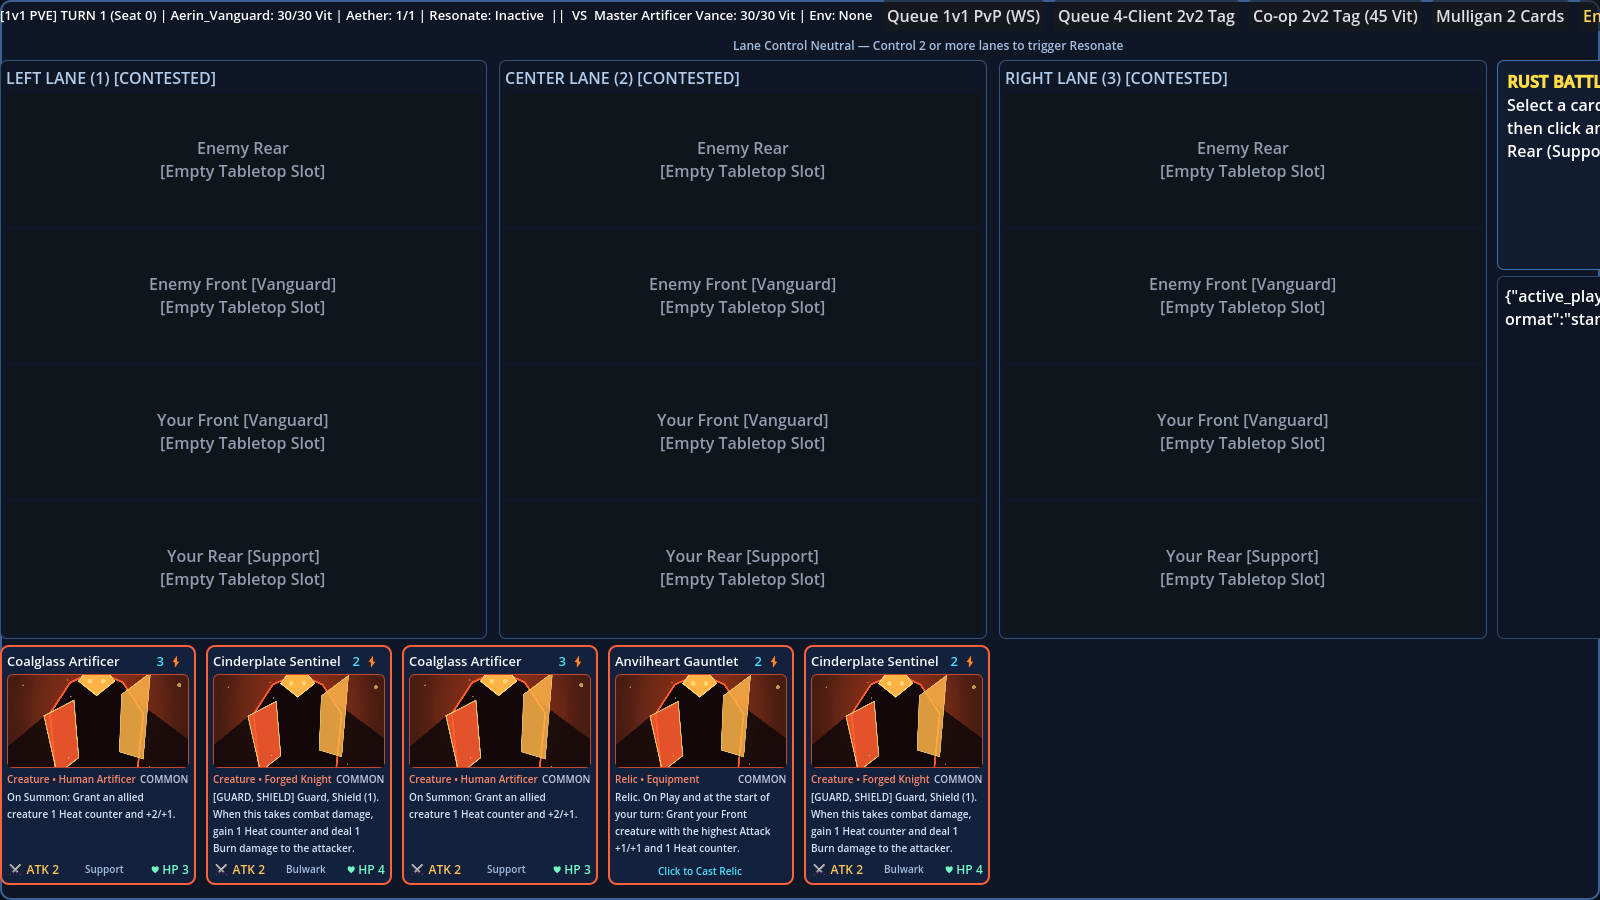 [1v1 PVE] TURN 1 (Seat 0) | Aerin_Vanguard: 30/30 Vit | Aether: 1/1 | Resonate: Inactive || VS Master Artificer Vance: 30/30 Vit | Env: None
Queue 1v1 PvP (WS)
Queue 4-Client 2v2 Tag
Co-op 2v2 Tag (45 Vit)
Mulligan 2 Cards
En
Lane Control Neutral — Control 2 or more lanes to trigger Resonate
LEFT LANE (1) [CONTESTED]
Enemy Rear
[Empty Tabletop Slot]
Enemy Front [Vanguard]
[Empty Tabletop Slot]
Your Front [Vanguard]
[Empty Tabletop Slot]
Your Rear [Support]
[Empty Tabletop Slot]
CENTER LANE (2) [CONTESTED]
Enemy Rear
[Empty Tabletop Slot]
Enemy Front [Vanguard]
[Empty Tabletop Slot]
Your Front [Vanguard]
[Empty Tabletop Slot]
Your Rear [Support]
[Empty Tabletop Slot]
RIGHT LANE (3) [CONTESTED]
Enemy Rear
[Empty Tabletop Slot]
Enemy Front [Vanguard]
[Empty Tabletop Slot]
Your Front [Vanguard]
[Empty Tabletop Slot]
Your Rear [Support]
[Empty Tabletop Slot]
RUST BATTL
Select a card
then click an
Rear (Suppo
{"active_play
ormat":"stan
Coalglass Artificer 3
Creature • Human Artificer COMMON
On Summon: Grant an allied
creature 1 Heat counter and +2/+1.
ATK 2 Support HP 3
Cinderplate Sentinel 2
Creature • Forged Knight COMMON
[GUARD, SHIELD] Guard, Shield (1).
When this takes combat damage,
gain 1 Heat counter and deal 1
Burn damage to the attacker.
ATK 2 Bulwark HP 4
Coalglass Artificer 3
Creature • Human Artificer COMMON
On Summon: Grant an allied
creature 1 Heat counter and +2/+1.
ATK 2 Support HP 3
Anvilheart Gauntlet 2
Relic • Equipment COMMON
Relic. On Play and at the start of
your turn: Grant your Front
creature with the highest Attack
+1/+1 and 1 Heat counter.
Click to Cast Relic
Cinderplate Sentinel 2
Creature • Forged Knight COMMON
[GUARD, SHIELD] Guard, Shield (1).
When this takes combat damage,
gain 1 Heat counter and deal 1
Burn damage to the attacker.
ATK 2 Bulwark HP 4